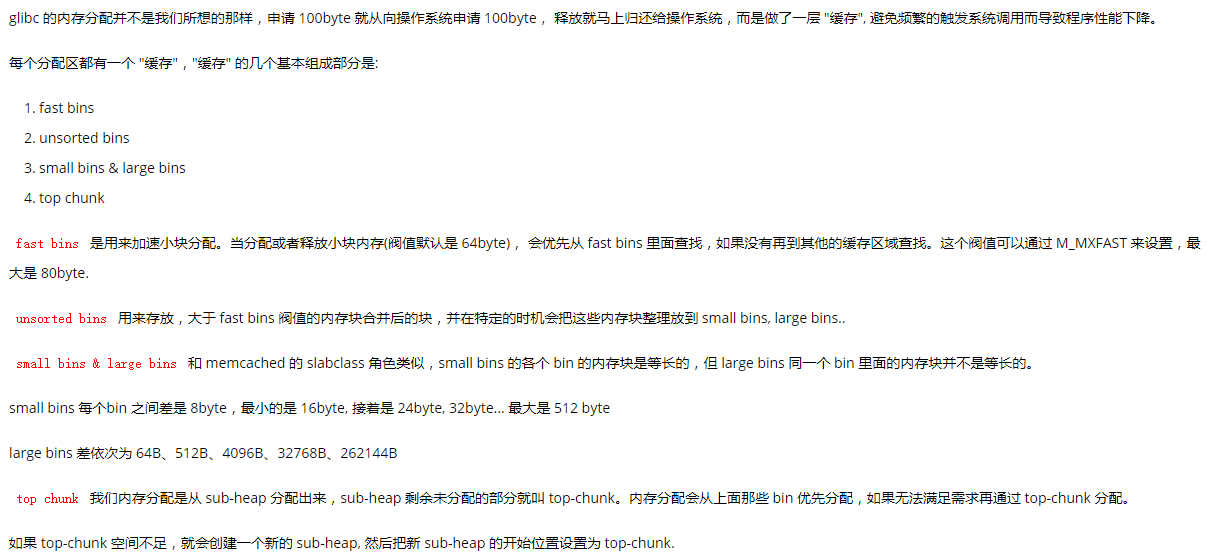 glibc 的内存分配并不是我们所想的那样，申请 100byte 就从向操作系统申请 100byte， 释放就马上归还给操作系统，而是做了一层 "缓存", 避免频繁的触发系统调用而导致程序性能下降。
每个分配区都有一个 "缓存"，"缓存" 的几个基本组成部分是:
1. fast bins
2. unsorted bins
3. small bins & large bins
4. top chunk
fast bins 是用来加速小块分配。当分配或者释放小块内存(阀值默认是 64byte)， 会优先从 fast bins 里面查找，如果没有再到其他的缓存区域查找。这个阀值可以通过 M_MXFAST 来设置，最
大是 80byte.
unsorted bins 用来存放，大于 fast bins 阀值的内存块合并后的块，并在特定的时机会把这些内存块整理放到 small bins, large bins..
small bins & large bins 和 memcached 的 slabclass 角色类似，small bins 的各个 bin 的内存块是等长的，但 large bins 同一个 bin 里面的内存块并不是等长的。
small bins 每个bin 之间差是 8byte，最小的是 16byte, 接着是 24byte, 32byte... 最大是 512 byte
large bins 差依次为 64B、512B、4096B、32768B、262144B
top chunk 我们内存分配是从 sub-heap 分配出来，sub-heap 剩余未分配的部分就叫 top-chunk。内存分配会从上面那些 bin 优先分配，如果无法满足需求再通过 top-chunk 分配。
如果 top-chunk 空间不足，就会创建一个新的 sub-heap, 然后把新 sub-heap 的开始位置设置为 top-chunk.